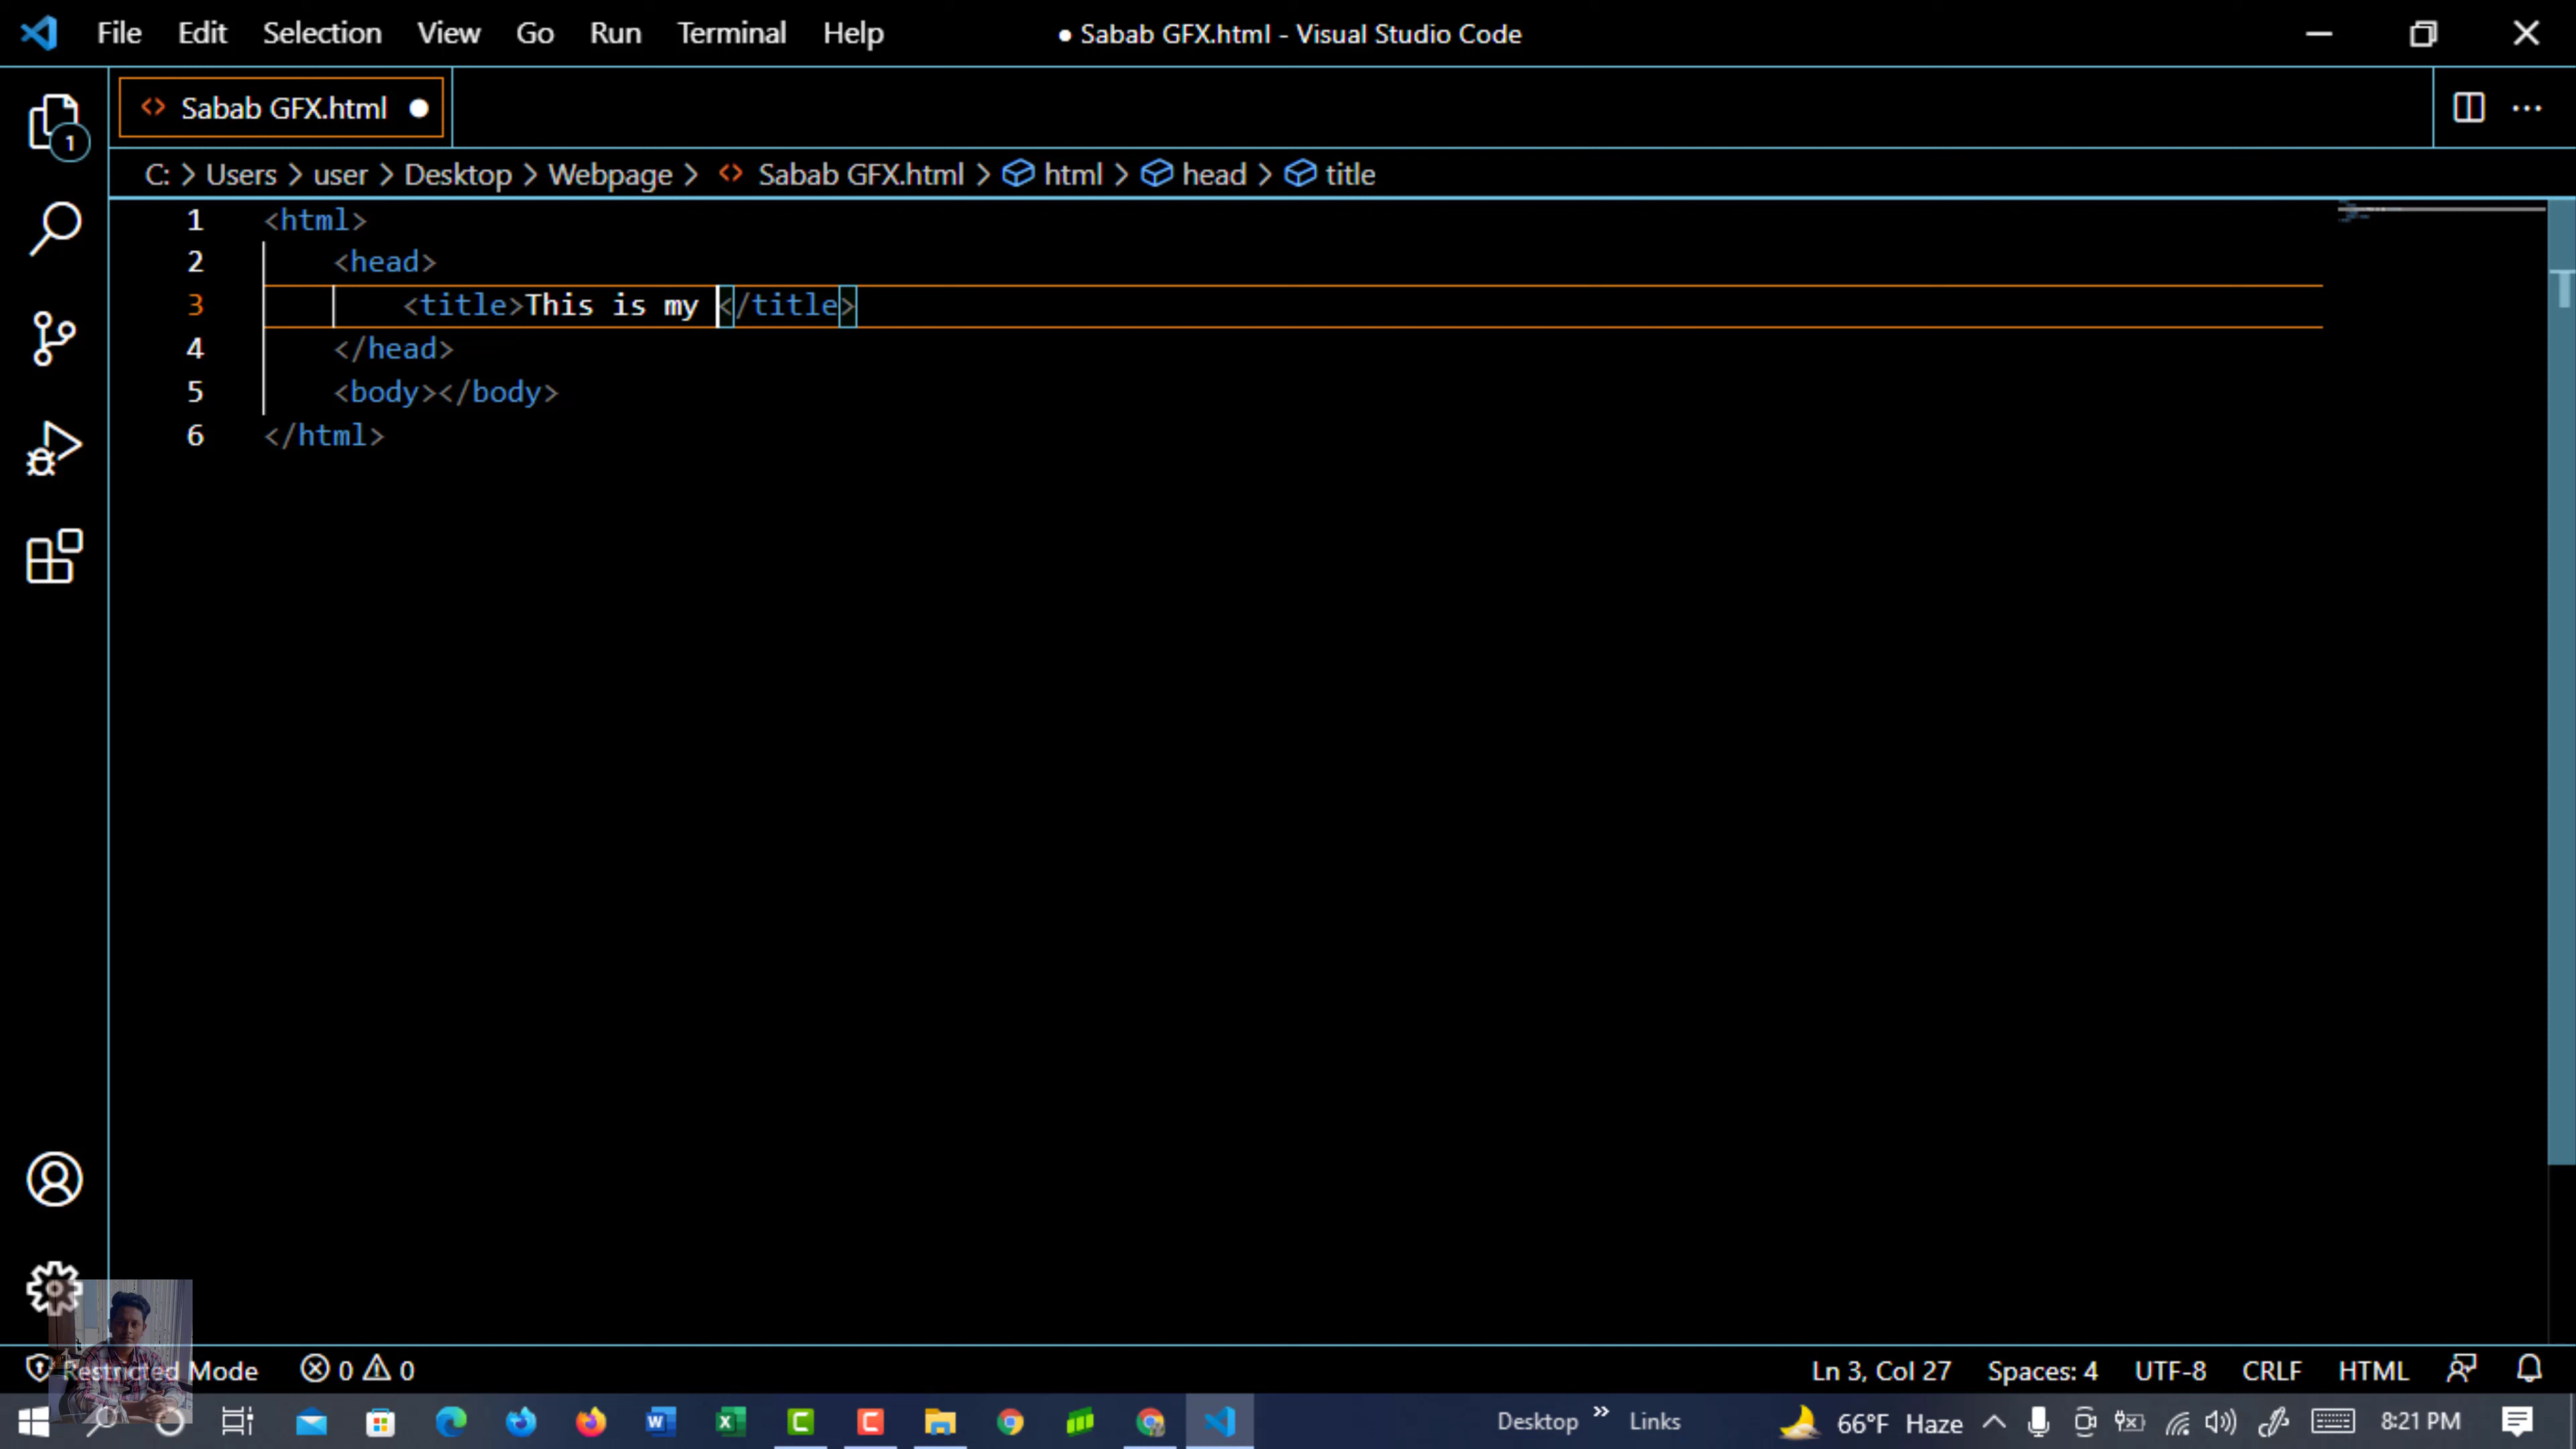 File Edit Selection View Go Run Terminal Help ● Sabab GFX.html - Visual Studio Code
Sabab GFX.html
C: > Users > user > Desktop > Webpage > Sabab GFX.html > html > head > title
1 <html>
2 <head>
3 <title>This is my </title>
4 </head>
5 <body></body>
6 </html>
1
Restricted Mode 0 0 Ln 3, Col 27 Spaces: 4 UTF-8 CRLF HTML
Desktop » Links 66°F Haze 8:21 PM